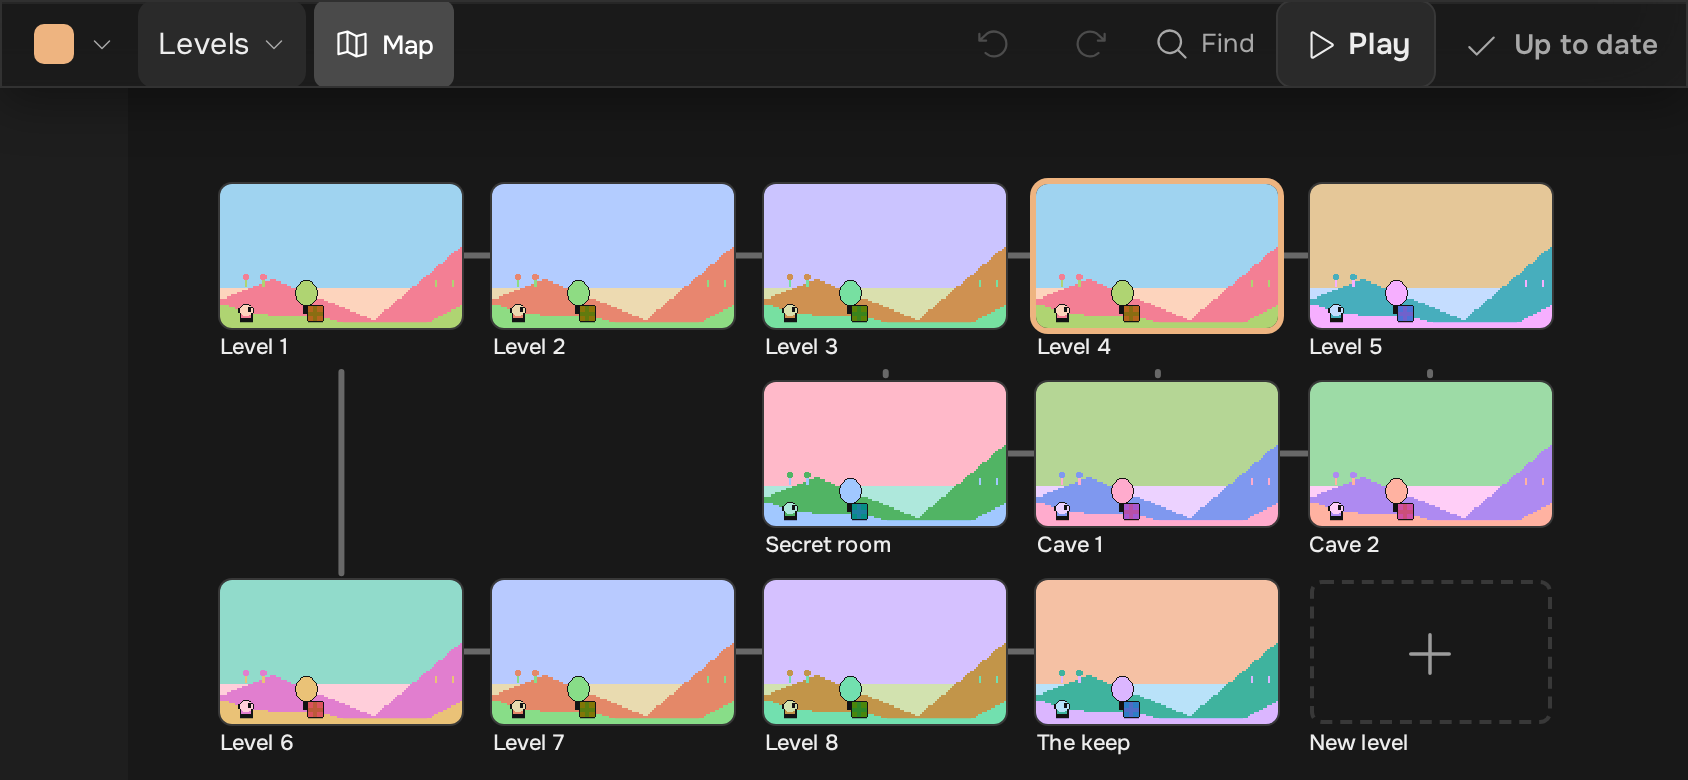 Levels
Map
Find
Play
Up to date
Level 1
Level 2
Level 3
Level 4
Level 5
Secret room
Cave 1
Cave 2
Level 6
Level 7
Level 8
The keep
New level